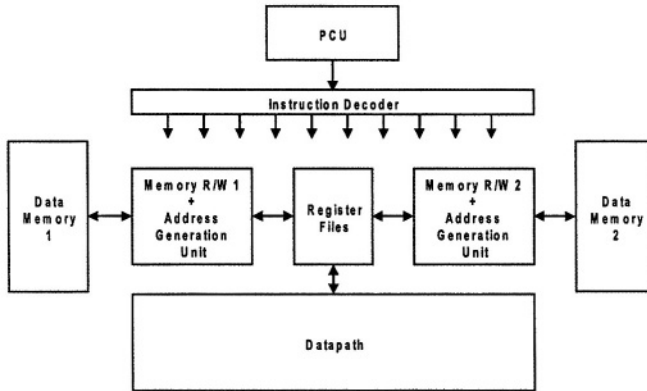 PCU
Instruction Decoder
Data
Memory
1
Memory R/W 1
+
Address
Generation
Unit
Register
Files
Memory R/W 2
+
Address
Generation
Unit
Data
Memory
2
Datapath